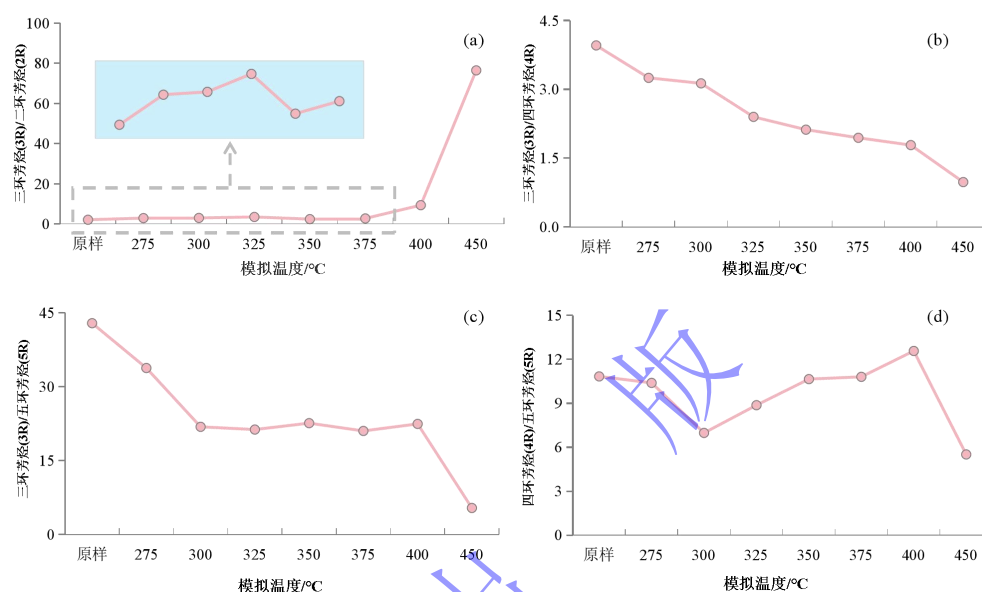 (a)
三环芳烃(3R)/二环芳烃(2R)
100
80
60
40
20
0
原样 275 300 325 350 375 400 450
模拟温度/°C
(b)
三环芳烃(3R)/四环芳烃(4R)
4.5
3.0
1.5
0.0
原样 275 300 325 350 375 400 450
模拟温度/°C
(c)
三环芳烃(3R)/五环芳烃(5R)
45
30
15
0
原样 275 300 325 350 375 400 450
模拟温度/°C
(d)
四环芳烃(4R)/五环芳烃(5R)
15
12
9
6
3
0
原样 275 300 325 350 375 400 450
模拟温度/°C